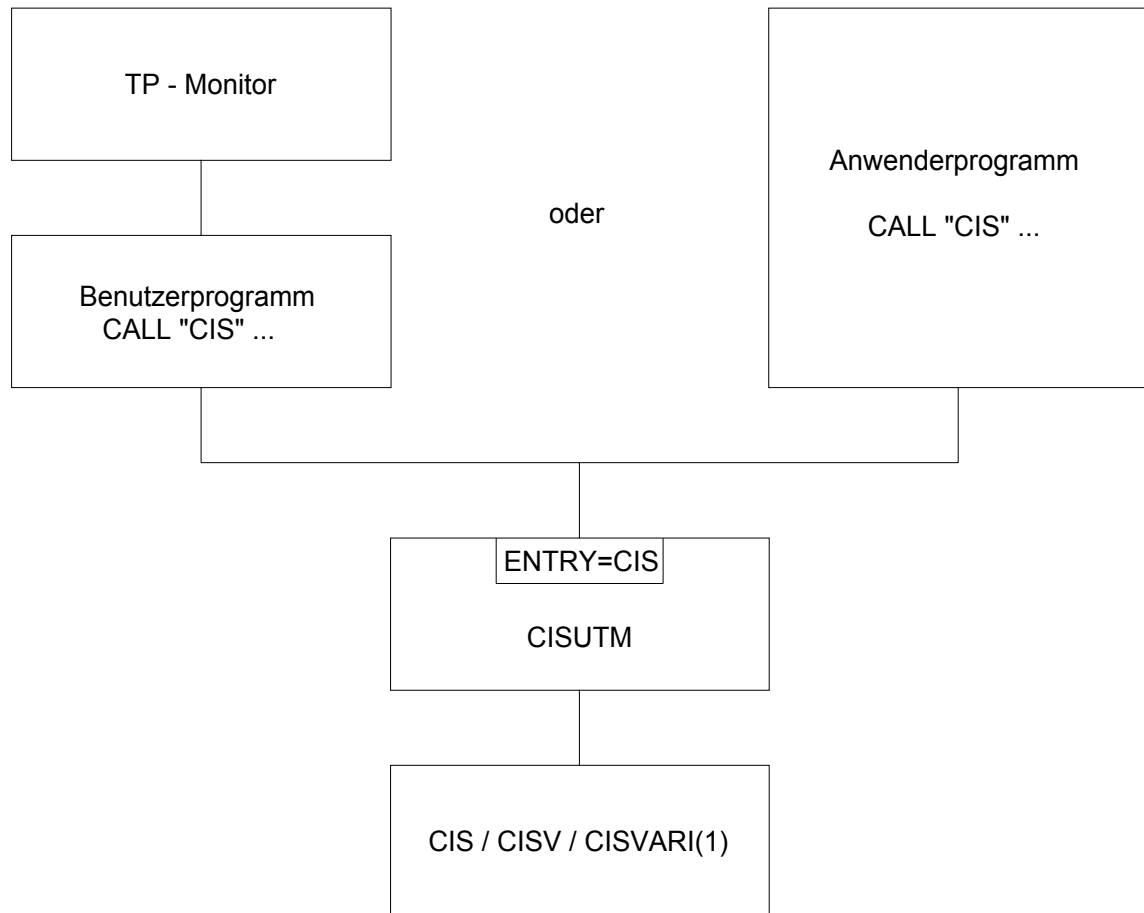 TP - Monitor
Benutzerprogramm
CALL "CIS" ...
oder
Anwenderprogramm
CALL "CIS" ...
ENTRY=CIS
CISUTM
CIS / CISV / CISVARI(1)